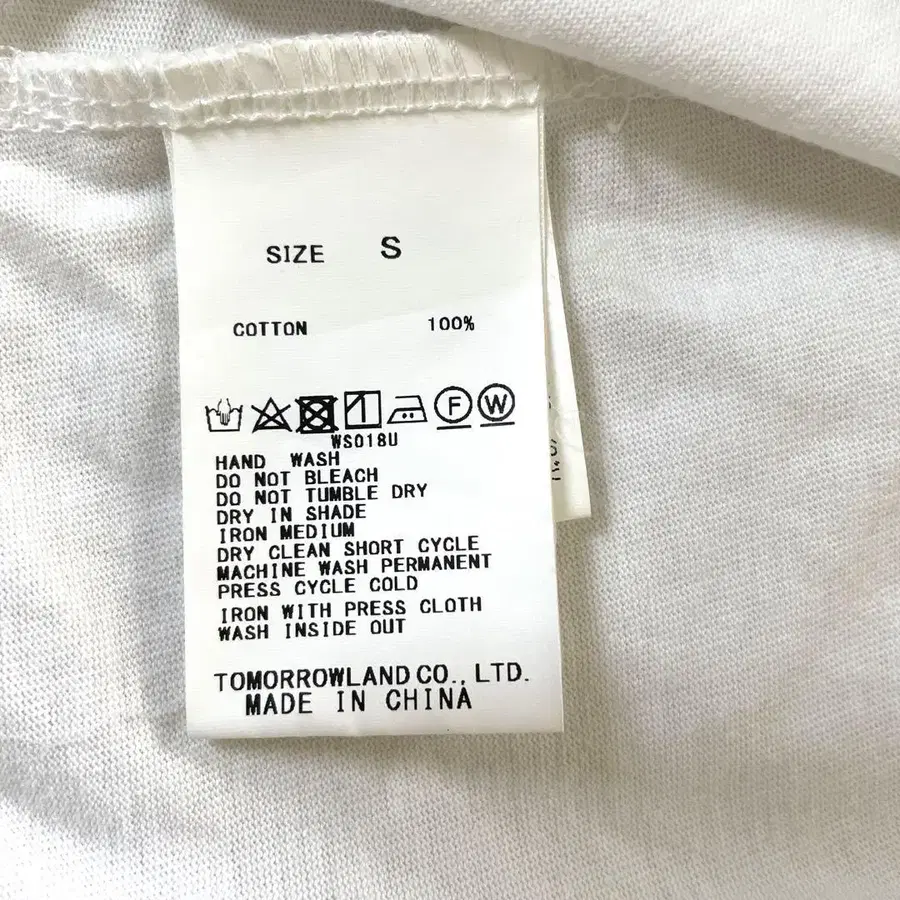 SIZE S
COTTON 100%
F W
WS018U
HAND WASH
DO NOT BLEACH
DO NOT TUMBLE DRY
DRY IN SHADE
IRON MEDIUM
DRY CLEAN SHORT CYCLE
MACHINE WASH PERMANENT
PRESS CYCLE COLD
IRON WITH PRESS CLOTH
WASH INSIDE OUT
TOMORROWLAND CO., LTD.
MADE IN CHINA